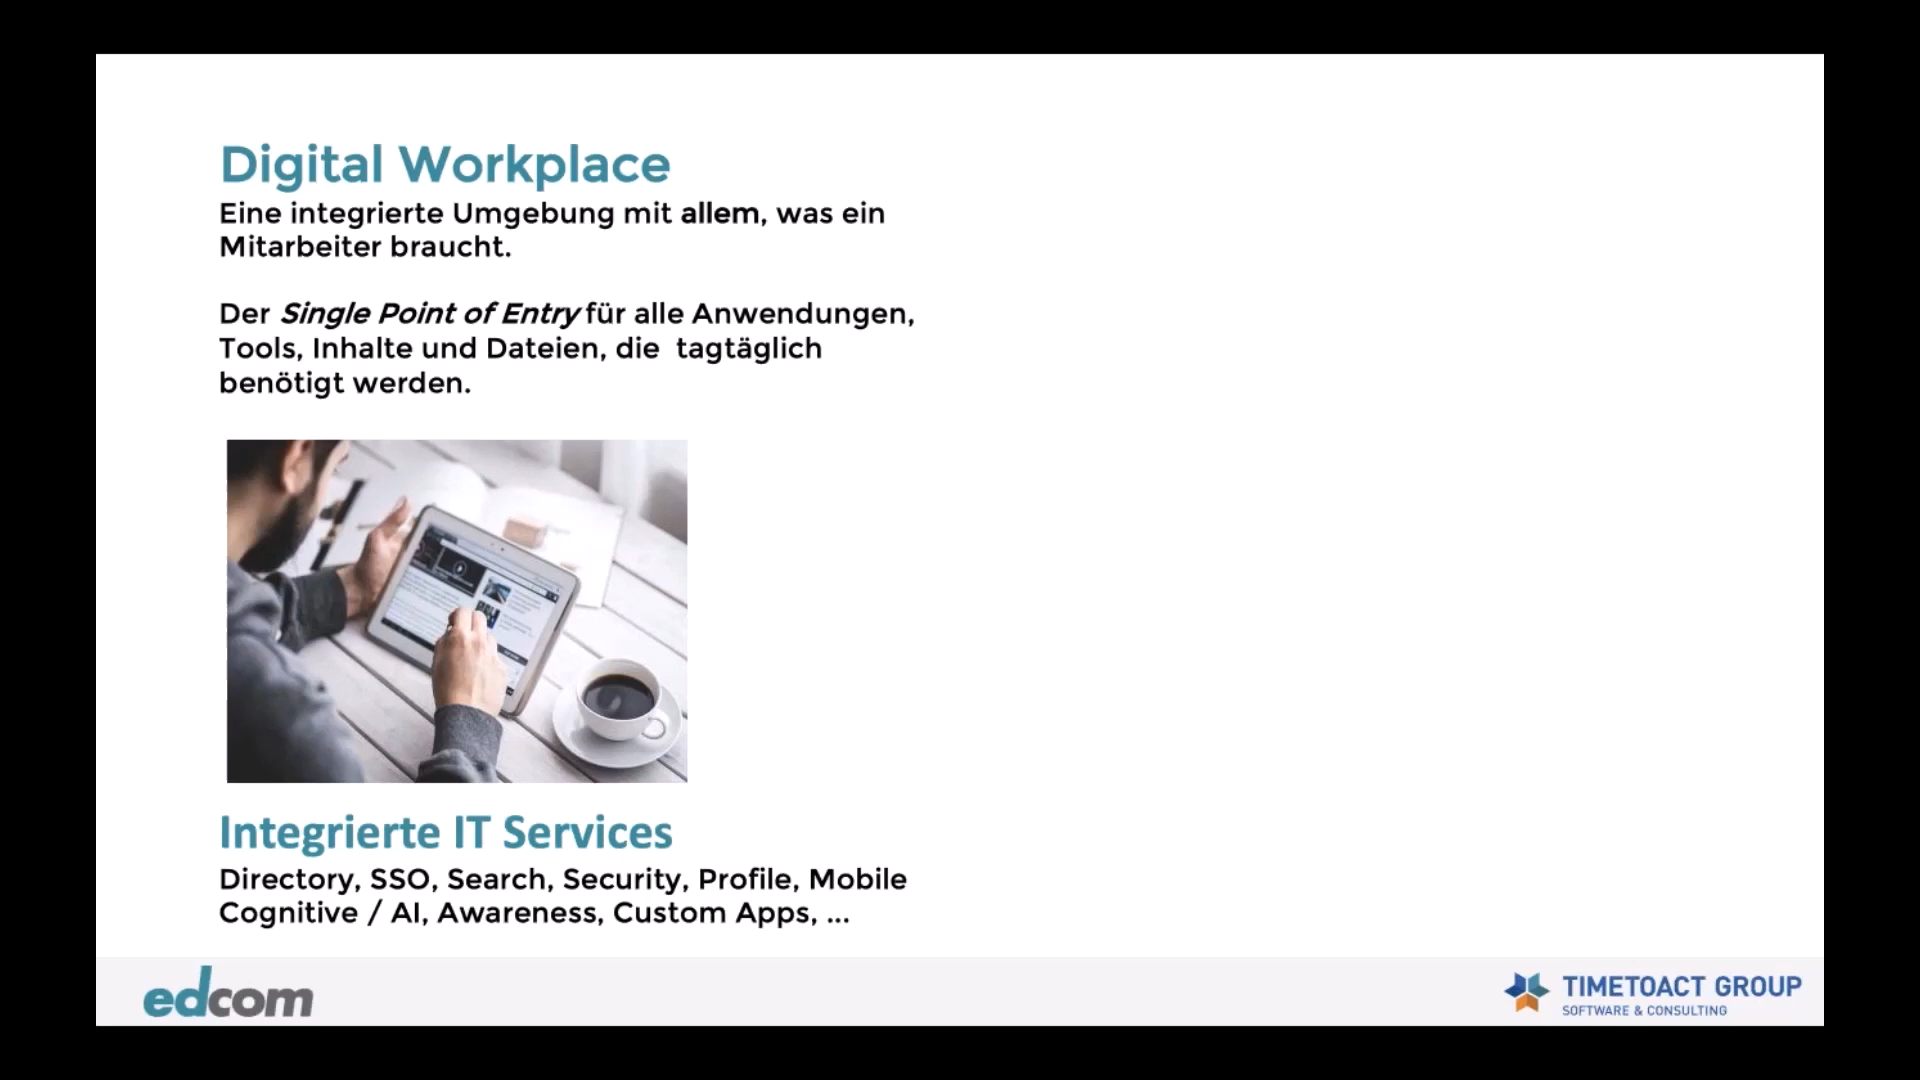 Digital Workplace
Eine integrierte Umgebung mit allem, was ein
Mitarbeiter braucht.
Der Single Point of Entry für alle Anwendungen,
Tools, Inhalte und Dateien, die tagtäglich
benötigt werden.
Integrierte IT Services
Directory, SSO, Search, Security, Profile, Mobile
Cognitive / AI, Awareness, Custom Apps, ...
edcom
TIMETOACT GROUP
SOFTWARE & CONSULTING